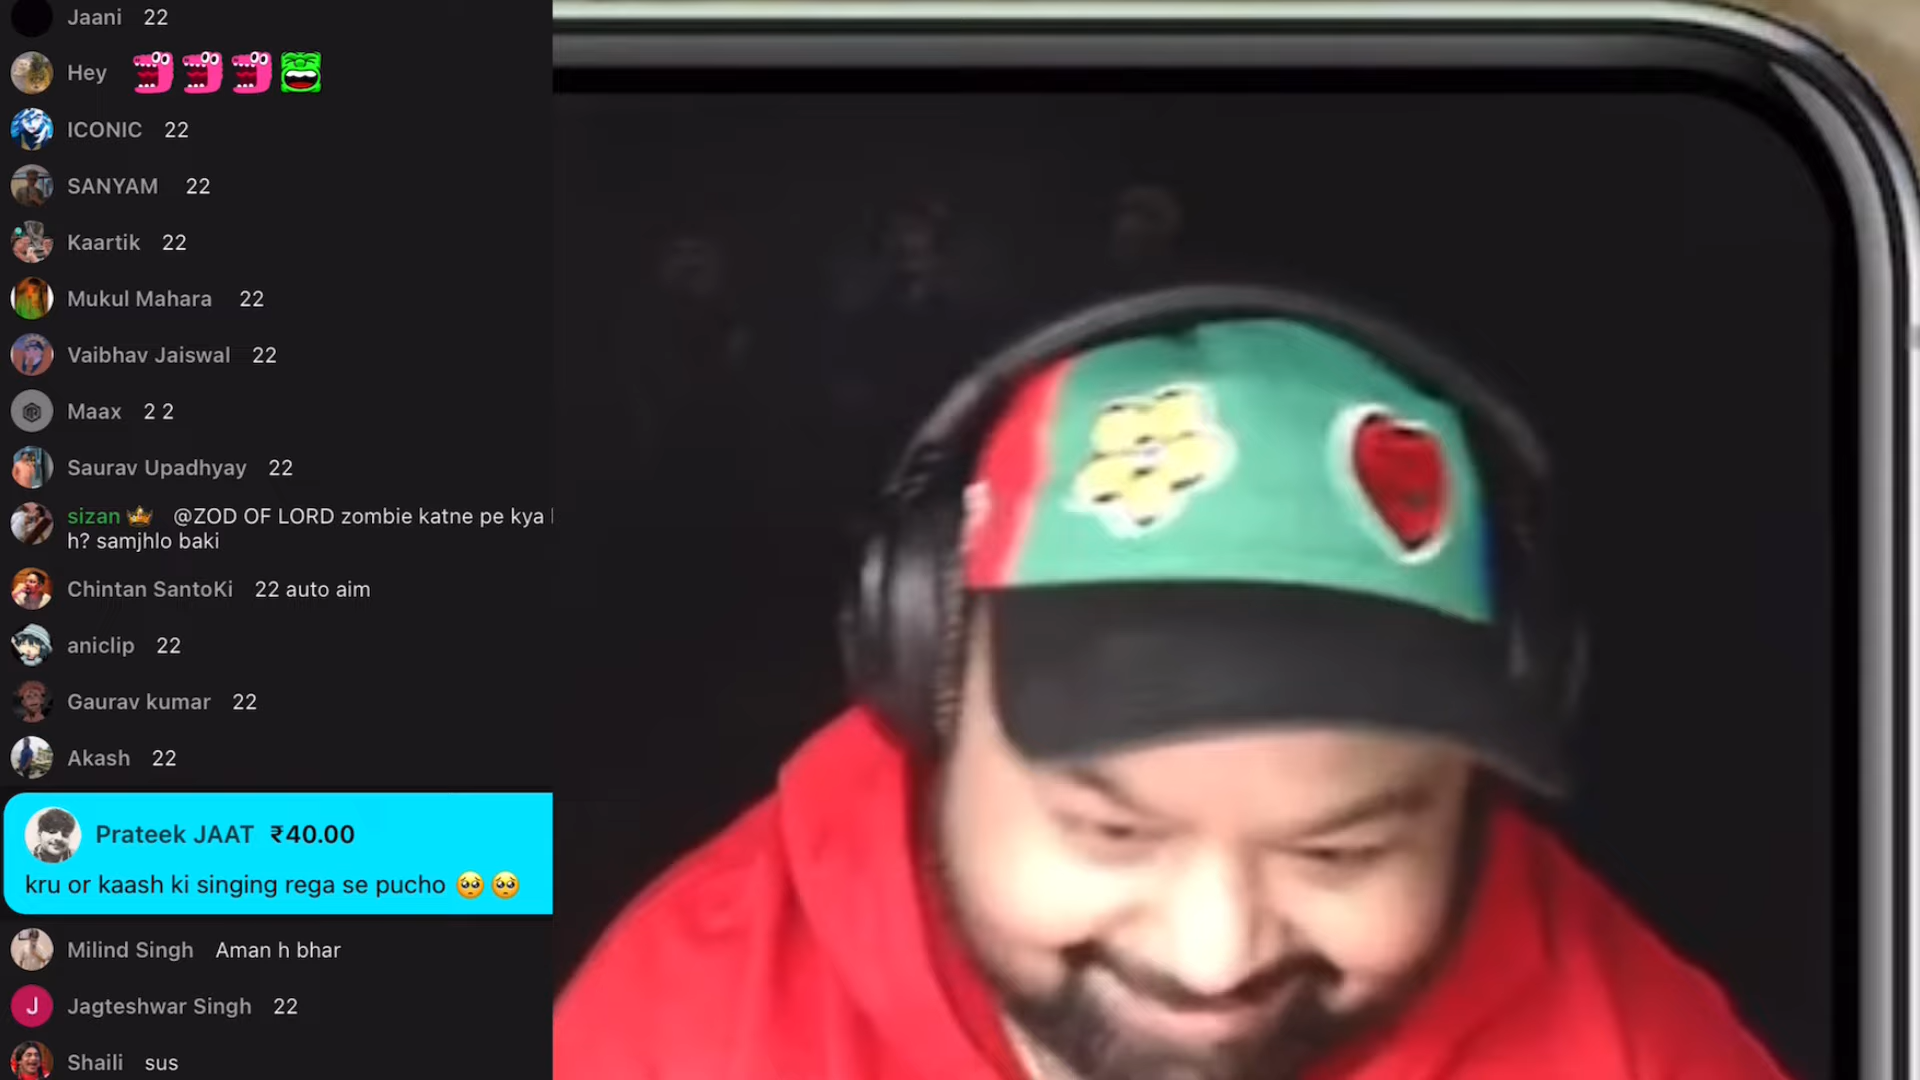 Jaani 22
Hey
ICONIC 22
SANYAM 22
Kaartik 22
Mukul Mahara 22
Vaibhav Jaiswal 22
Maax 2 2
Saurav Upadhyay 22
sizan @ZOD OF LORD zombie katne pe kya
h? samjhlo baki
Chintan SantoKi 22 auto aim
aniclip 22
Gaurav kumar 22
Akash 22
Prateek JAAT ₹40.00
kru or kaash ki singing rega se pucho 🥺🥺
Milind Singh Aman h bhar
J Jagteshwar Singh 22
Shaili sus